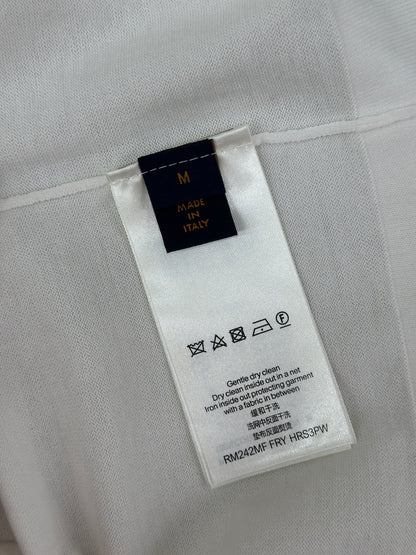 M
MADE
IN
ITALY
F
Gentle dry clean
Dry clean inside out in a net
Iron inside out protecting garment
with a fabric in between
缓和干洗
洗网中反面干洗
垫布反面熨烫
RM242MF FRY HRS3PW